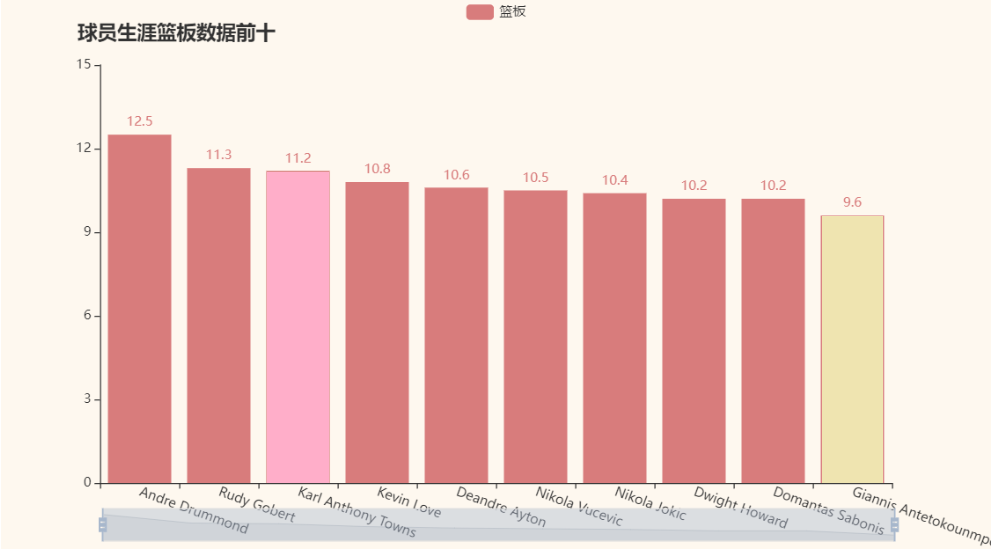 篮板
球员生涯篮板数据前十
15
12
9
6
3
0
12.5
11.3
11.2
10.8
10.6
10.5
10.4
10.2
10.2
9.6
Andre Drummond
Rudy Gobert
Karl Anthony Towns
Kevin Love
Deandre Ayton
Nikola Vucevic
Nikola Jokic
Dwight Howard
Domantas Sabonis
Giannis